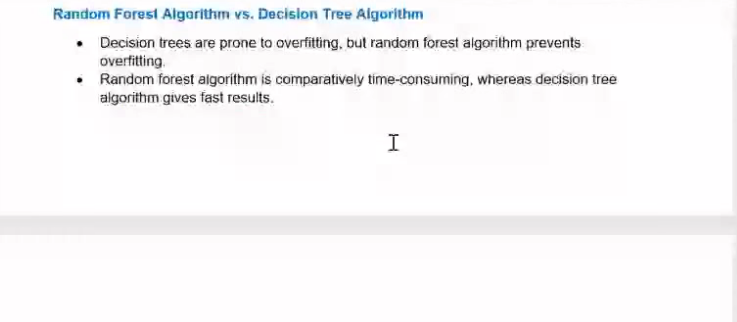 Random Forest Algorithm vs. Decision Tree Algorithm
• Decision trees are prone to overfitting, but random forest algorithm prevents
overfitting.
• Random forest algorithm is comparatively time-consuming, whereas decision tree
algorithm gives fast results.